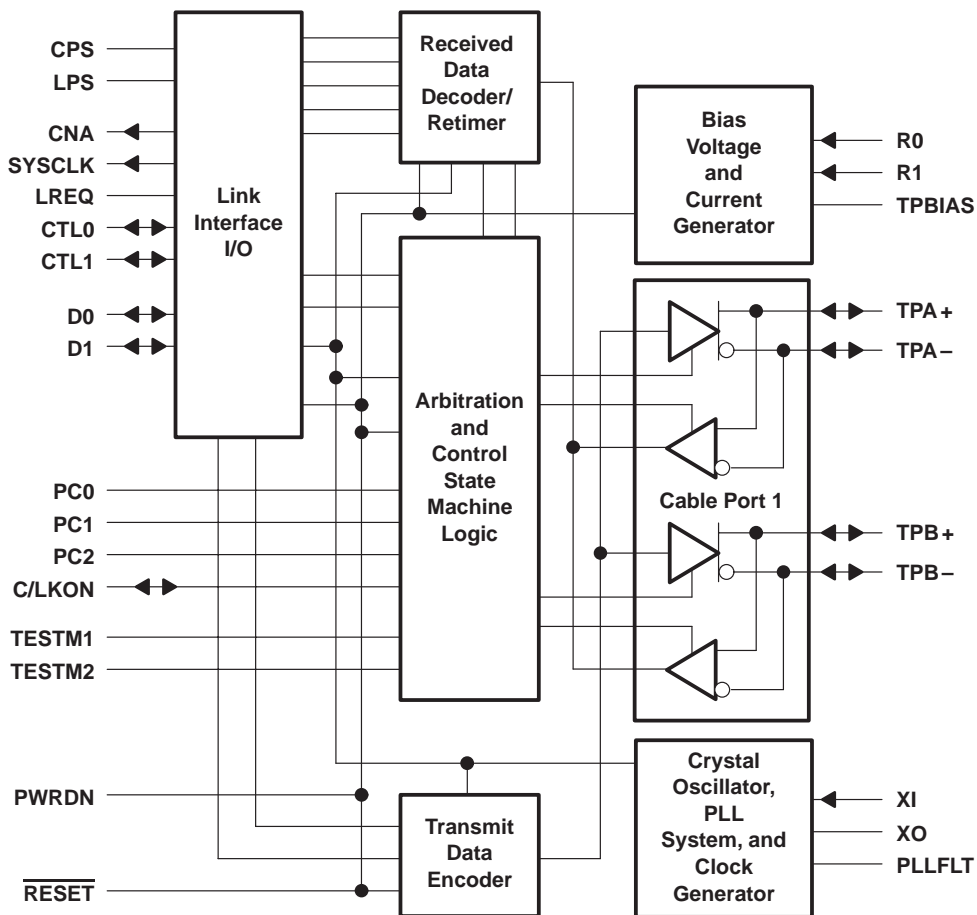 CPS
LPS
CNA
SYSCLK
LREQ
CTL0
CTL1
D0
D1
PC0
PC1
PC2
C/LKON
TESTM1
TESTM2
PWRDN
RESET
Link
Interface
I/O
Received
Data
Decoder/
Retimer
Arbitration
and
Control
State
Machine
Logic
Transmit
Data
Encoder
Bias
Voltage
and
Current
Generator
Cable Port 1
Crystal
Oscillator,
PLL
System, and
Clock
Generator
R0
R1
TPBIAS
TPA+
TPA−
TPB+
TPB−
XI
XO
PLLFLT